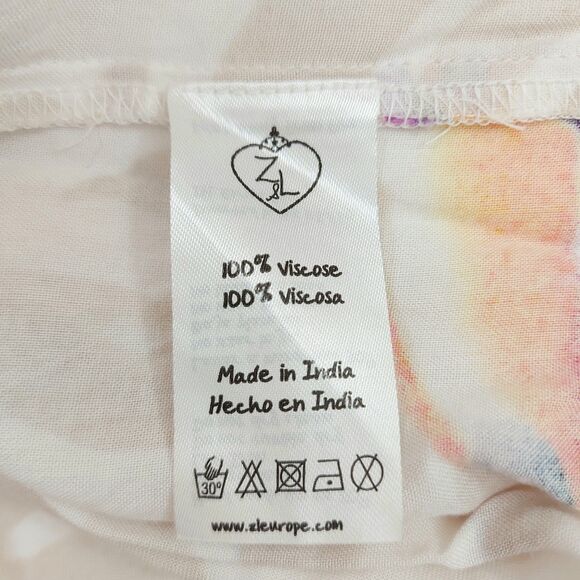 Z
&
L
100% Viscose
100% Viscosa
Made in India
Hecho en India
30°
www.zleurope.com